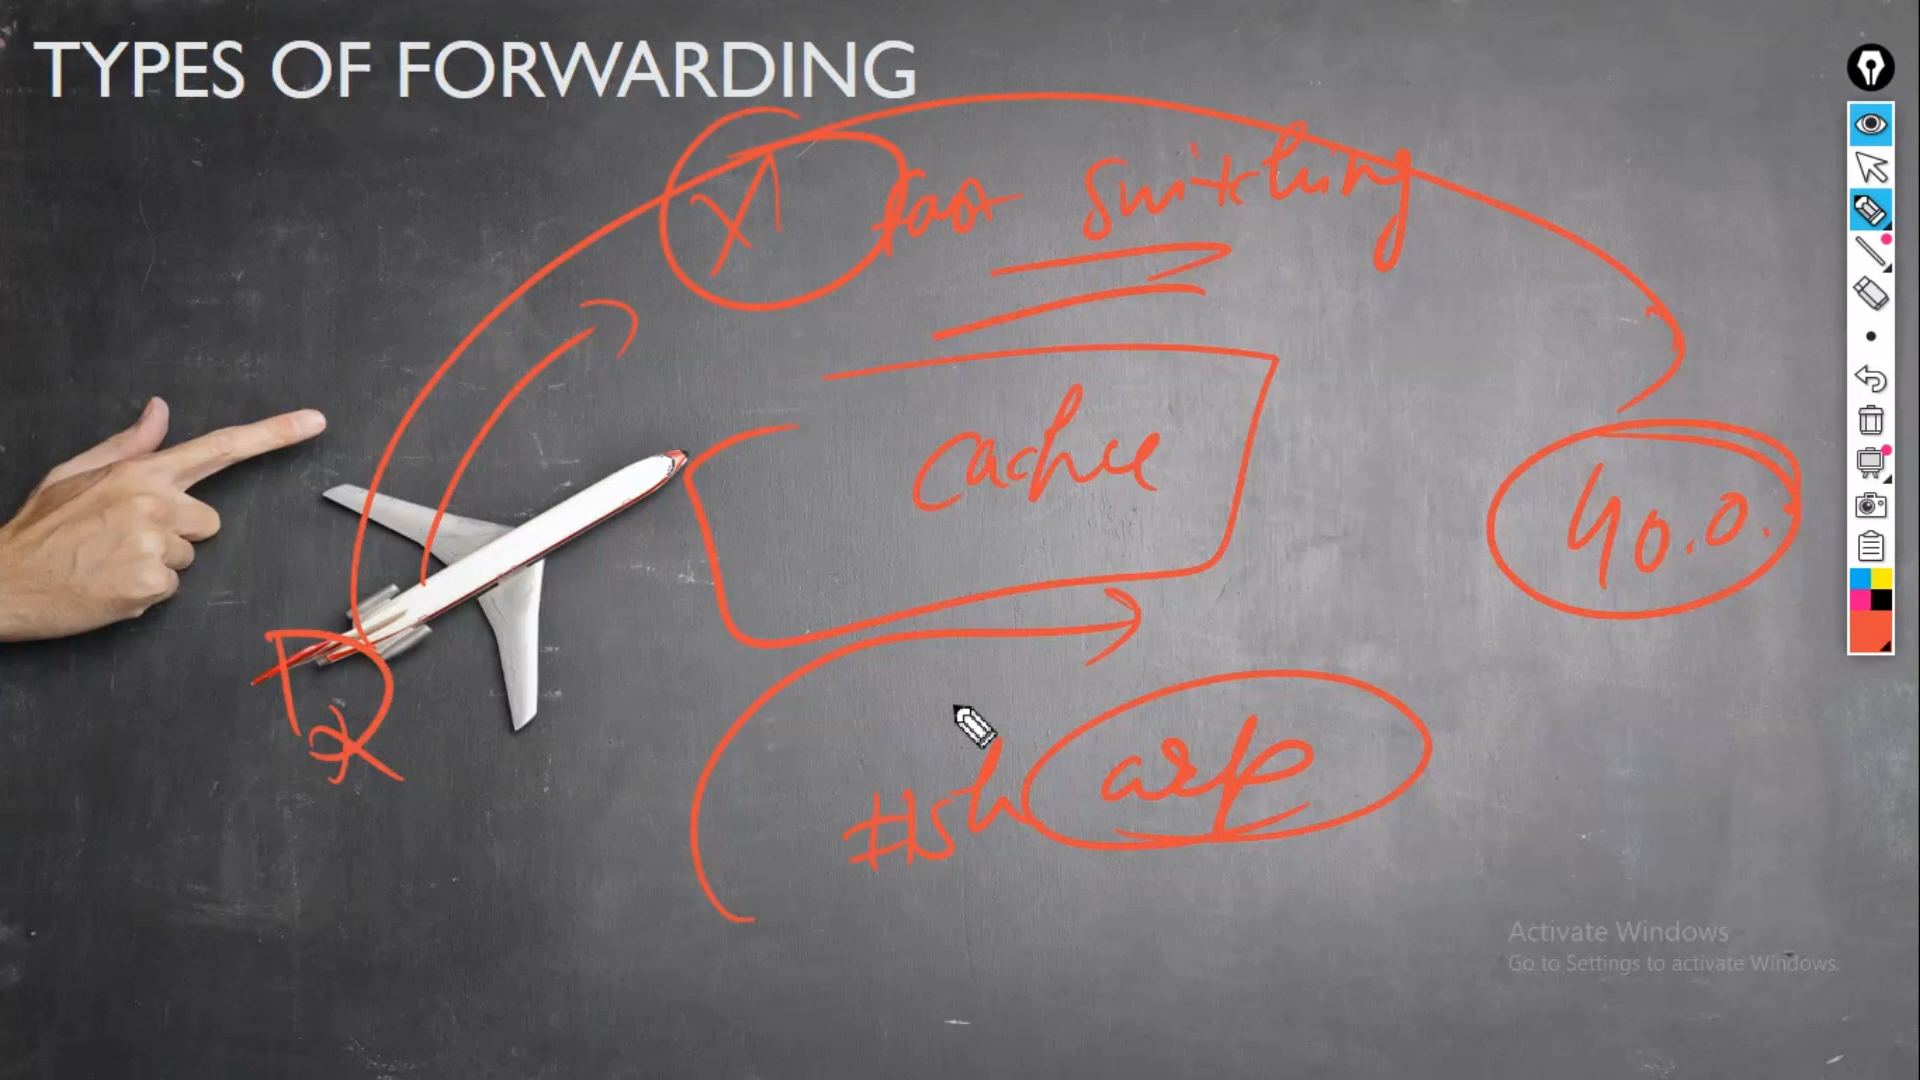 TYPES OF FORWARDING
fast switching
cache
40.0.
#sh arp
Activate Windows
Go to Settings to activate Windows.